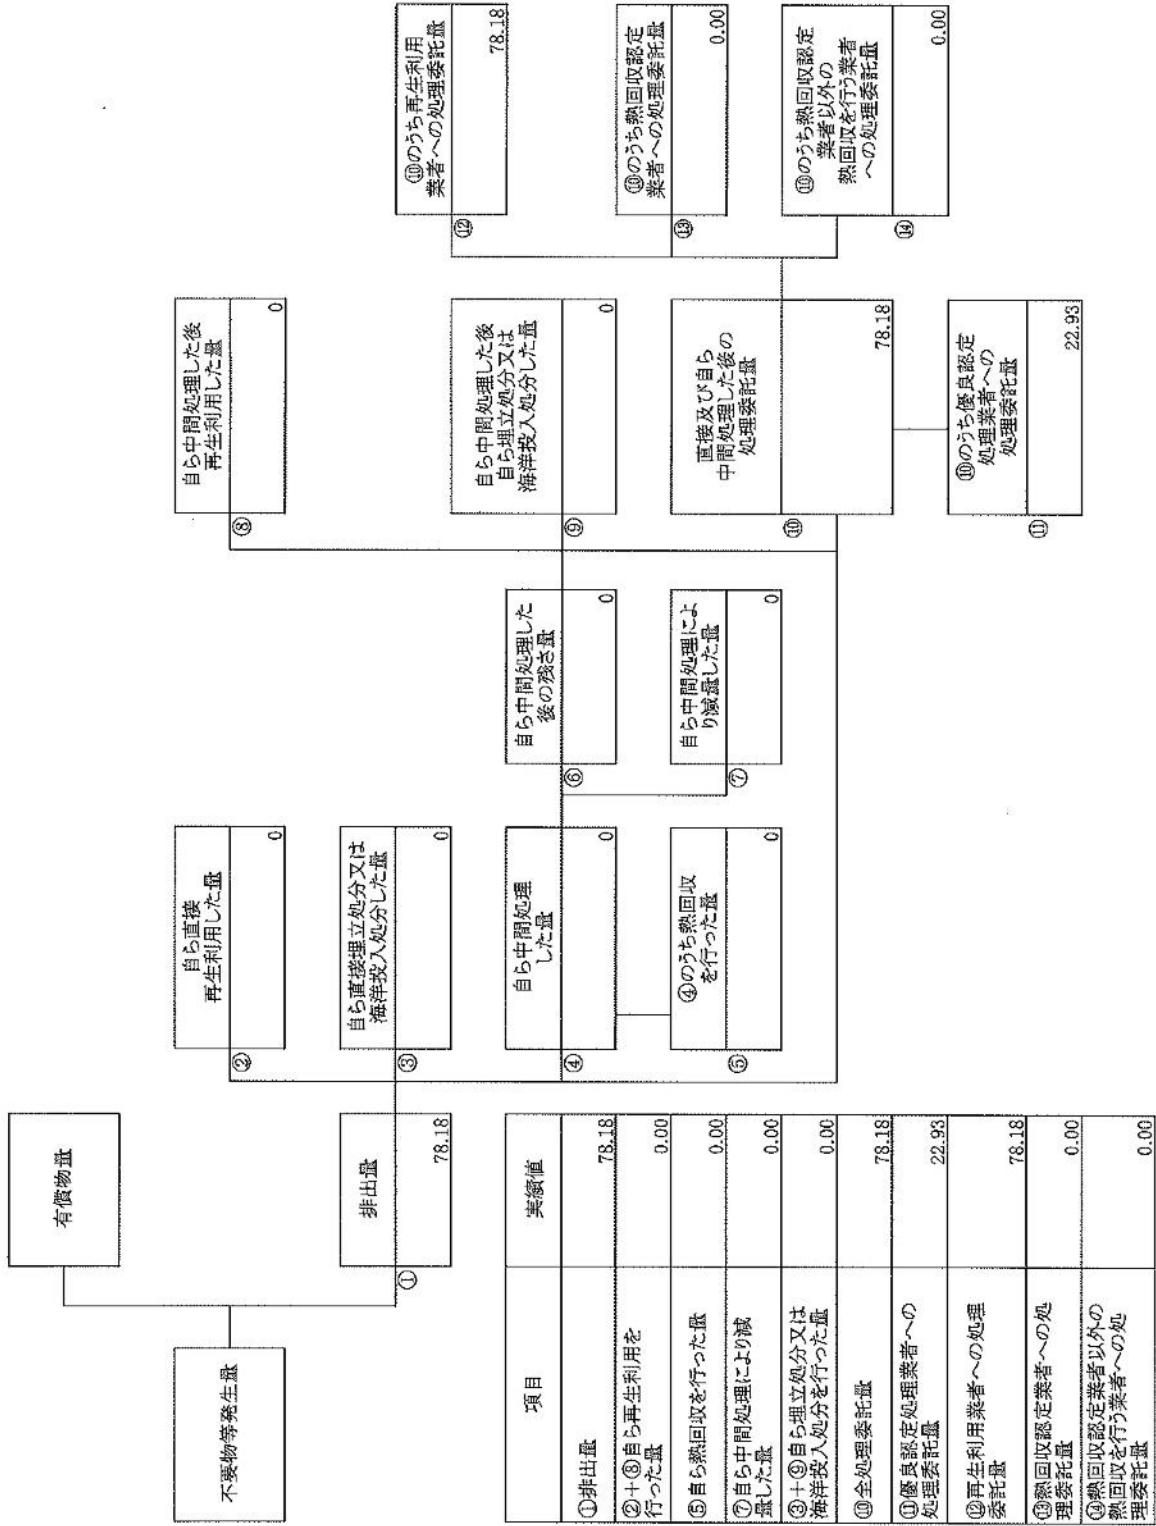 有償物量
不要物等発生量
排出量
①
78.18
自ら直接
再生利用した量
②
0
自ら直接埋立処分又は
海洋投入処分した量
③
0
自ら中間処理
した量
④
0
④のうち熱回収
を行った量
⑤
0
自ら中間処理した
後の残さ量
⑥
0
自ら中間処理によ
り減量した量
⑦
0
自ら中間処理した後
再生利用した量
⑧
0
自ら中間処理した後
自ら埋立処分又は
海洋投入処分した量
⑨
0
直接及び自ら
中間処理した後の
処理委託量
⑩
78.18
⑩のうち優良認定
処理業者への
処理委託量
⑪
22.93
⑩のうち再生利用
業者への処理委託量
⑫
78.18
⑩のうち熱回収認定
業者への処理委託量
⑬
0.00
⑩のうち熱回収認定
業者以外の
熱回収を行う業者
への処理委託量
⑭
0.00
項目 実績値
①排出量 78.18
②+⑧自ら再生利用を
行った量 0.00
⑤自ら熱回収を行った量 0.00
⑦自ら中間処理により減
量した量 0.00
③+⑨自ら埋立処分又は
海洋投入処分を行った量 0.00
⑩全処理委託量 78.18
⑪優良認定処理業者への
処理委託量 22.93
⑫再生利用業者への処理
委託量 78.18
⑬熱回収認定業者への処
理委託量 0.00
⑭熱回収認定業者以外の
熱回収を行う業者への処
理委託量 0.00